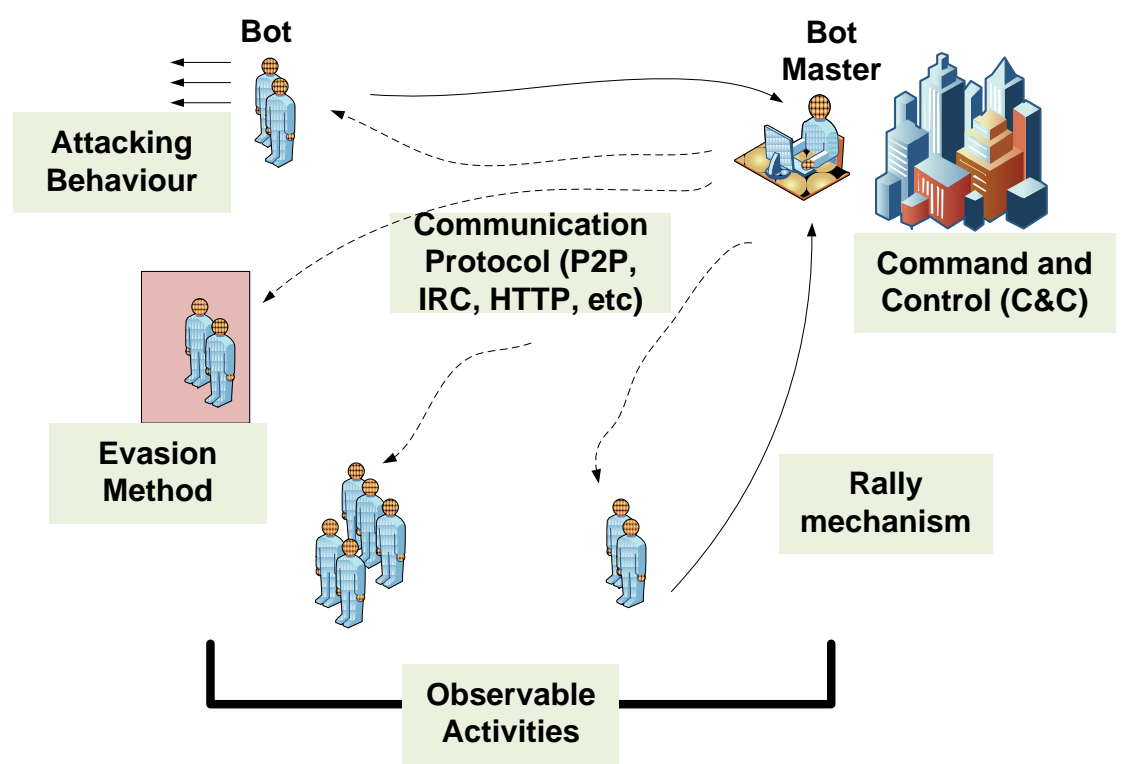 Bot
Bot
Master
Attacking
Behaviour
Communication
Protocol (P2P,
IRC, HTTP, etc)
Command and
Control (C&C)
Evasion
Method
Rally
mechanism
Observable
Activities